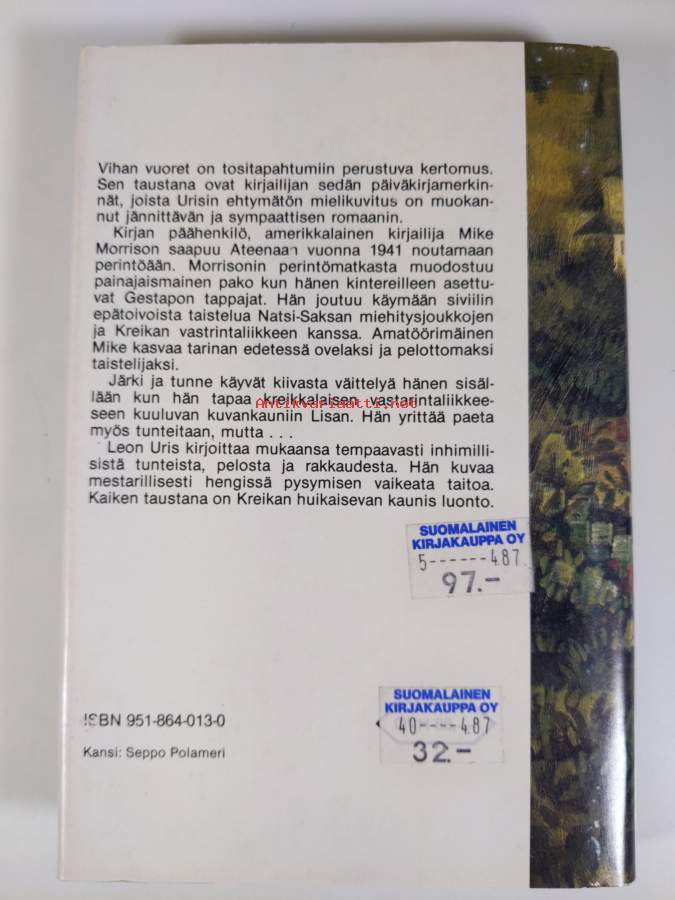 Vihan vuoret on tositapahtumiin perustuva kertomus.
Sen taustana ovat kirjailijan sedän päiväkirjamerkin-
nät, joista Urisin ehtymätön mielikuvitus on muokan-
nut jännittävän ja sympaattisen romaanin.
Kirjan päähenkilö, amerikkalainen kirjailija Mike
Morrison saapuu Ateenaan vuonna 1941 noutamaan
perintöään. Morrisonin perintömatkasta muodostuu
painajaismainen pako kun hänen kintereilleen asettu-
vat Gestapon tappajat. Hän joutuu käymään siviilin
epätoivoista taistelua Natsi-Saksan miehitysjoukkojen
ja Kreikan vastrintaliikkeen kanssa. Amatöörimäinen
Mike kasvaa tarinan edetessä ovelaksi ja pelottomaksi
taistelijaksi.
Järki ja tunne käyvät kiivasta väittelyä hänen sisäl-
lään kun hän tapaa kreikkalaisen vastarintaliikkee-
Antikvariaatti.net
seen kuuluvan kuvankauniin Lisan. Hän yrittää paeta
myös tunteitaan, mutta . . .
Leon Uris kirjoittaa mukaansa tempaavasti inhimilli-
sistä tunteista, pelosta ja rakkaudesta. Hän kuvaa
mestarillisesti hengissä pysymisen vaikeata taitoa.
Kaiken taustana on Kreikan huikaisevan kaunis luonto.
SUOMALAINEN
KIRJAKAUPPA OY
5------4.87
97.-
SUOMALAINEN
KIRJAKAUPPA OY
40----4.87
32.-
ISBN 951-864-013-0
Kansi: Seppo Polameri